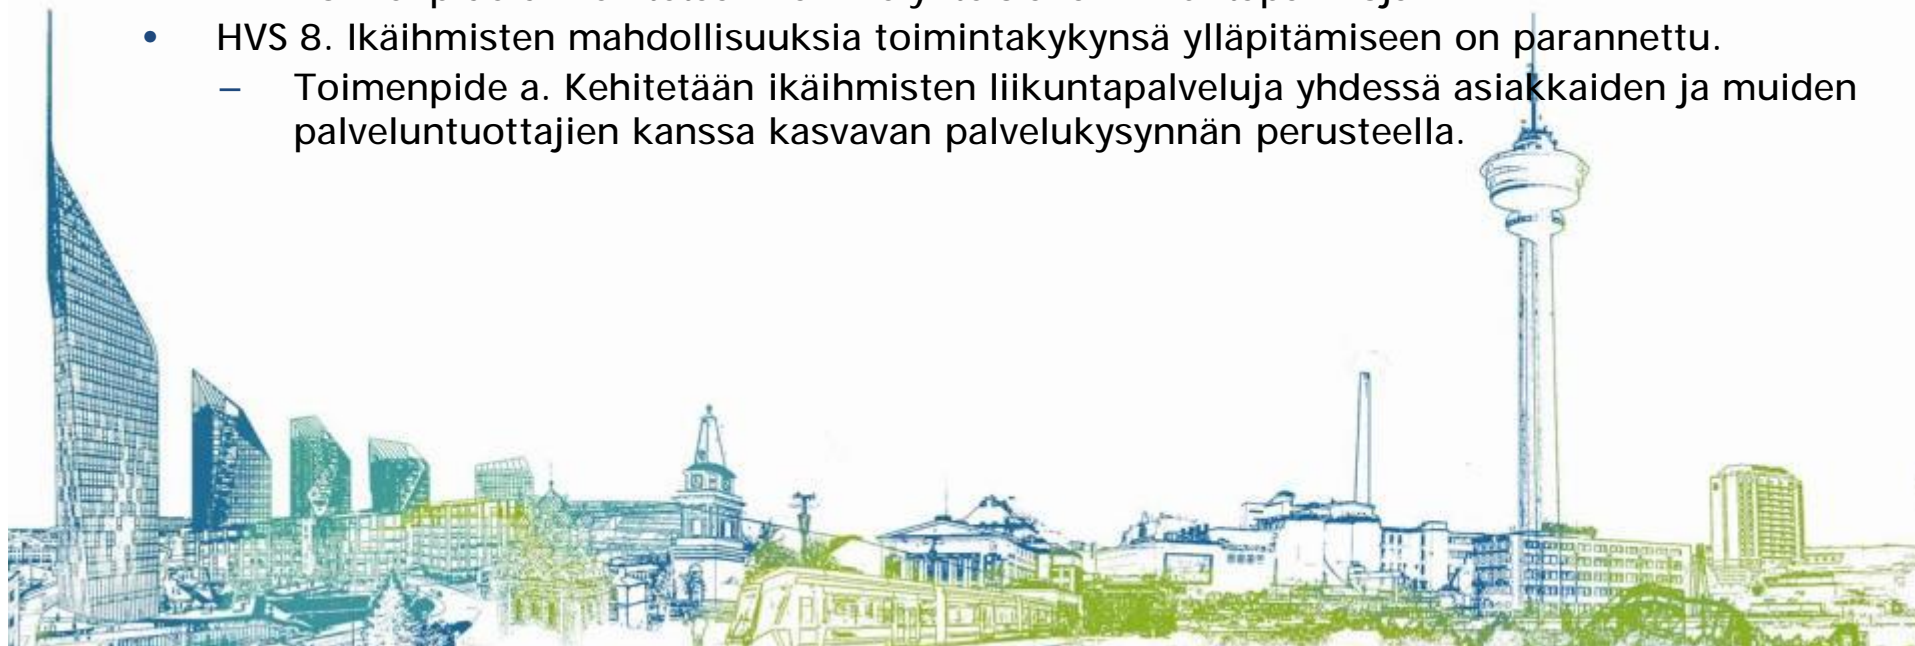 • HVS 8. Ikäihmisten mahdollisuuksia toimintakykynsä ylläpitämiseen on parannettu.
– Toimenpide a. Kehitetään ikäihmisten liikuntapalveluja yhdessä asiakkaiden ja muiden
palveluntuottajien kanssa kasvavan palvelukysynnän perusteella.